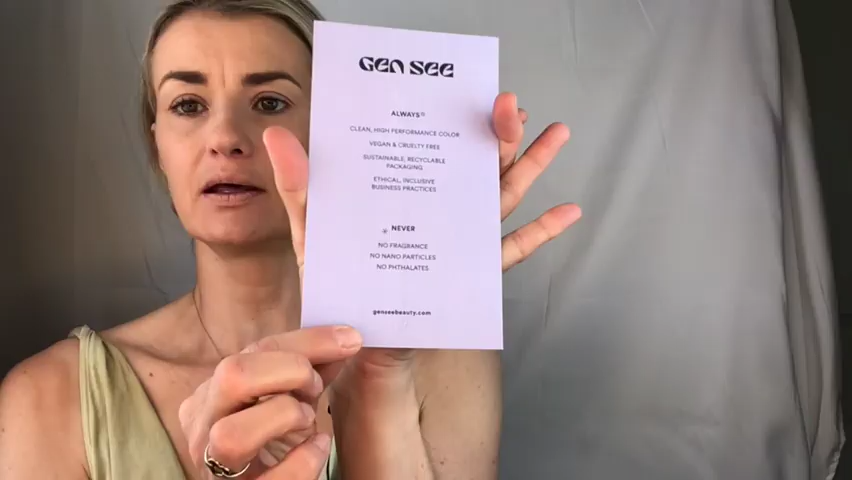 GEN SEE
ALWAYS
CLEAN, HIGH PERFORMANCE COLOR
VEGAN & CRUELTY FREE
SUSTAINABLE, RECYCLABLE
PACKAGING
ETHICAL, INCLUSIVE
BUSINESS PRACTICES
NEVER
NO FRAGRANCE
NO NANO PARTICLES
NO PHTHALATES
genseebeauty.com